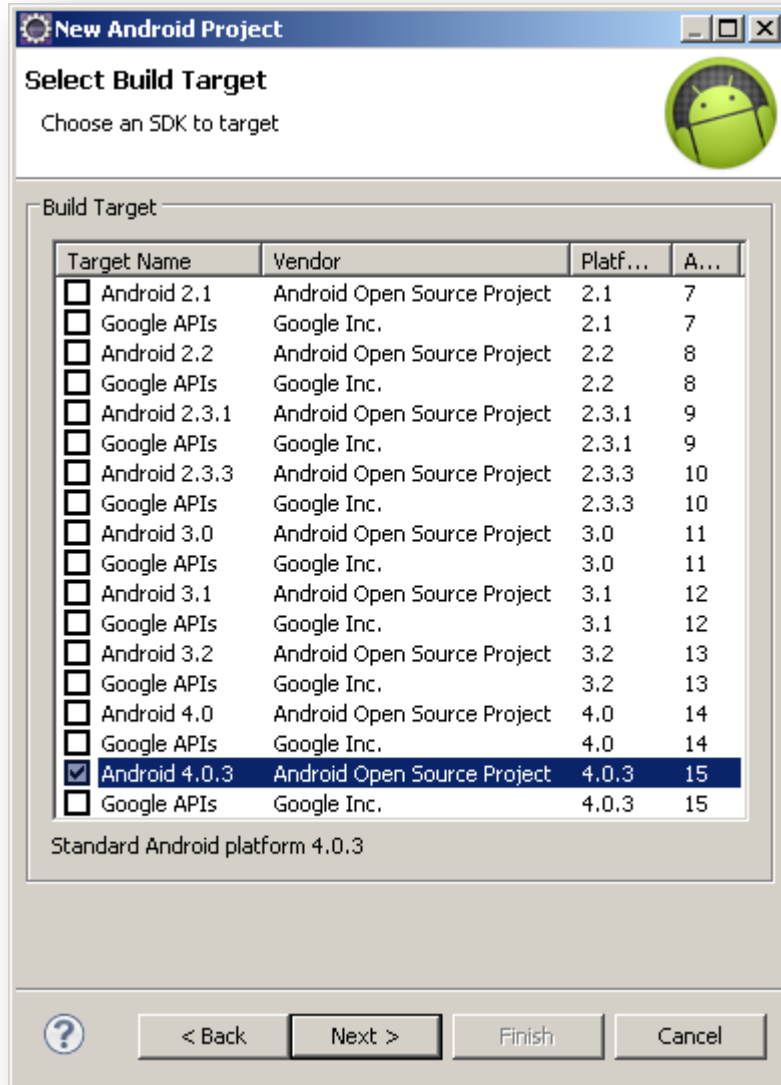 New Android Project
Select Build Target
Choose an SDK to target
Build Target
Target Name Vendor Platf... A...
Android 2.1 Android Open Source Project 2.1 7
Google APIs Google Inc. 2.1 7
Android 2.2 Android Open Source Project 2.2 8
Google APIs Google Inc. 2.2 8
Android 2.3.1 Android Open Source Project 2.3.1 9
Google APIs Google Inc. 2.3.1 9
Android 2.3.3 Android Open Source Project 2.3.3 10
Google APIs Google Inc. 2.3.3 10
Android 3.0 Android Open Source Project 3.0 11
Google APIs Google Inc. 3.0 11
Android 3.1 Android Open Source Project 3.1 12
Google APIs Google Inc. 3.1 12
Android 3.2 Android Open Source Project 3.2 13
Google APIs Google Inc. 3.2 13
Android 4.0 Android Open Source Project 4.0 14
Google APIs Google Inc. 4.0 14
Android 4.0.3 Android Open Source Project 4.0.3 15
Google APIs Google Inc. 4.0.3 15
Standard Android platform 4.0.3
? < Back Next > Finish Cancel